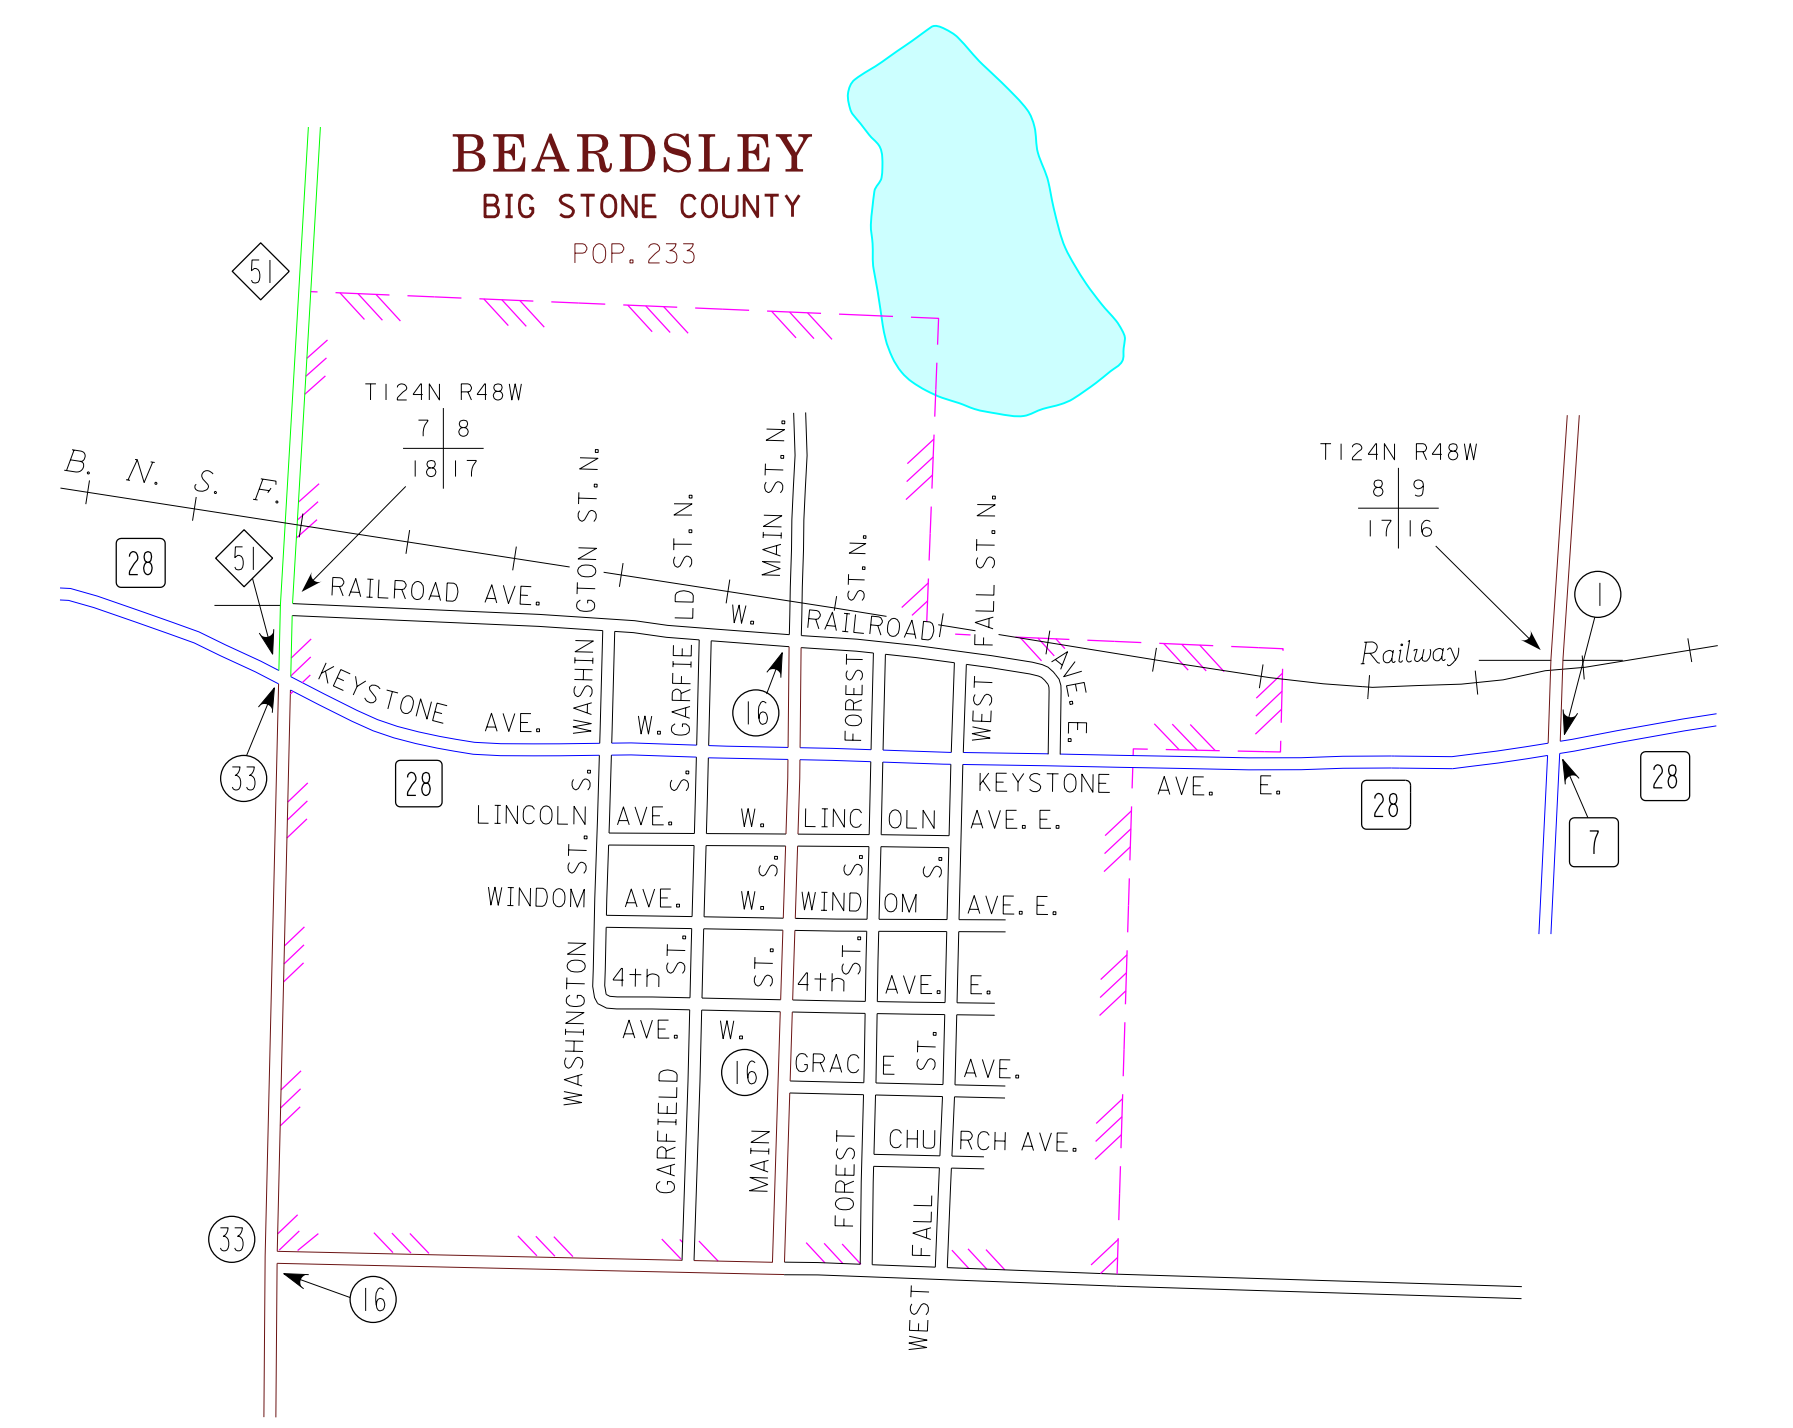 BEARDSLEY
BIG STONE COUNTY
POP. 233
51
T124N R48W
7 8
18 17
B. N. S. F.
T124N R48W
8 9
17 16
28
51
1
RAILROAD AVE. W.
RAILROAD AVE. E.
WASHINGTON ST. N.
GARFIELD ST. N.
MAIN ST. N.
FOREST ST. N.
WEST FALL ST. N.
Railway
KEYSTONE AVE. W.
16
33
28
KEYSTONE AVE. E.
28
28
7
LINCOLN AVE. W.
LINCOLN AVE. E.
WINDOM AVE. W.
WINDOM AVE. E.
4th AVE. W.
4th AVE. E.
16
GRACE AVE.
CHURCH AVE.
WASHINGTON ST. S.
GARFIELD ST. S.
MAIN ST. S.
FOREST ST. S.
WEST FALL ST. S.
33
16